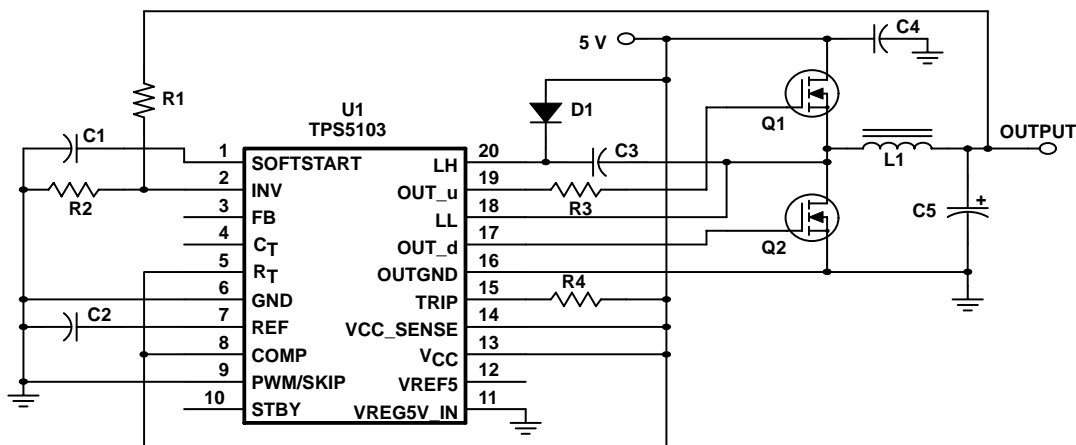 C4
5 V
R1
D1
U1
TPS5103
Q1
OUTPUT
C1
1 SOFTSTART LH 20
C3
L1
2 INV OUT_u 19
R2
R3
3 FB LL 18
C5 +
4 CT OUT_d 17
Q2
5 RT OUTGND 16
6 GND TRIP 15
R4
C2
7 REF VCC_SENSE 14
8 COMP VCC 13
9 PWM/SKIP VREF5 12
10 STBY VREG5V_IN 11